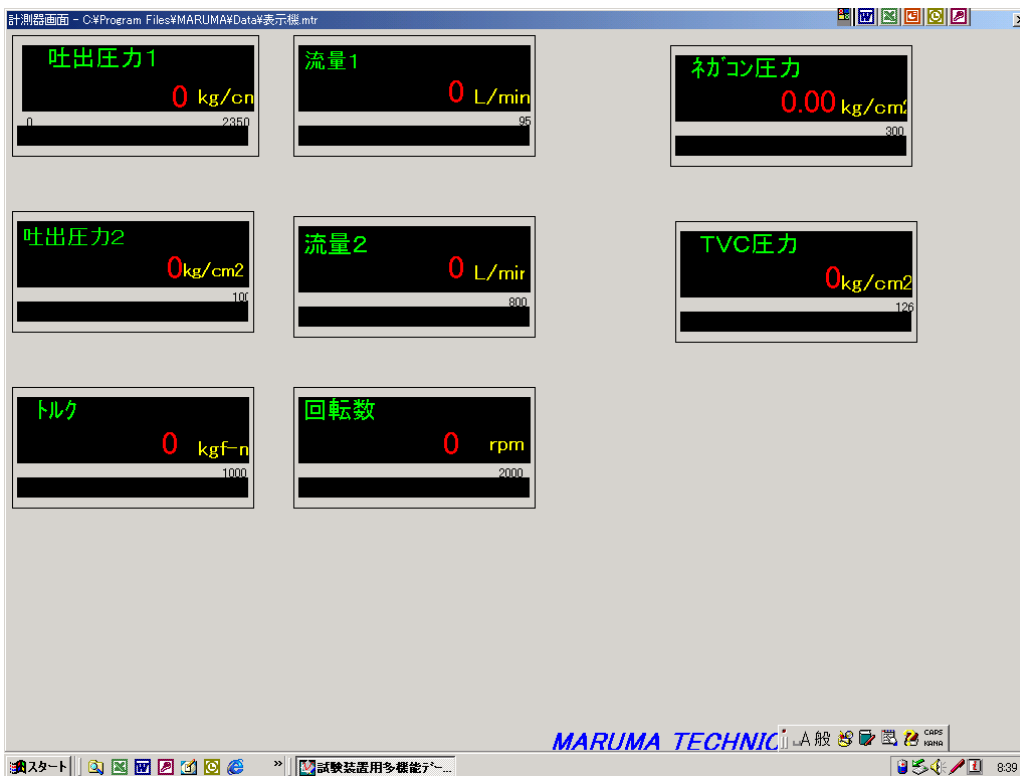 計測器画面 - C:¥Program Files¥MARUMA¥Data¥表示機.mtr
吐出圧力1
0 kg/cn
0 2350
流量1
0 L/min
95
ﾈｶﾞｺﾝ圧力
0.00 kg/cm2
300
吐出圧力2
0kg/cm2
100
流量2
0 L/mir
800
TVC圧力
0kg/cm2
126
ﾄﾙｸ
0 kgf-n
1000
回転数
0 rpm
2000
MARUMA TECHNIC
A 般 CAPS
KANA
スタート » 試験装置用多機能ﾃﾞｰ... 8:39